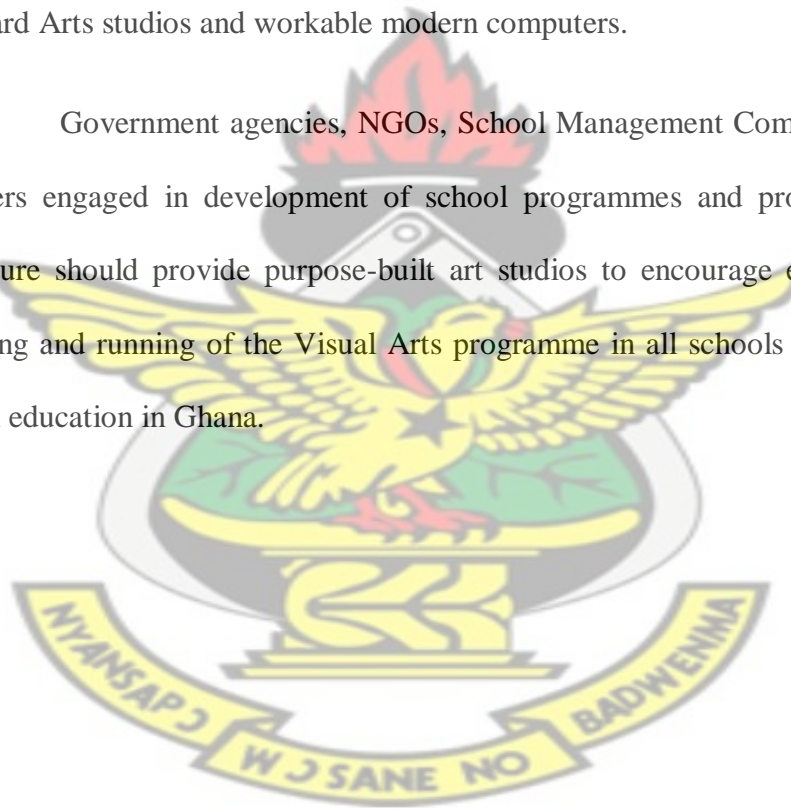 ard Arts studios and workable modern computers.
Government agencies, NGOs, School Management Com
ers engaged in development of school programmes and pro
ure should provide purpose-built art studios to encourage e
ng and running of the Visual Arts programme in all schools
education in Ghana.
NYANSAPƆ
WƆSANE NO
BADWENMA